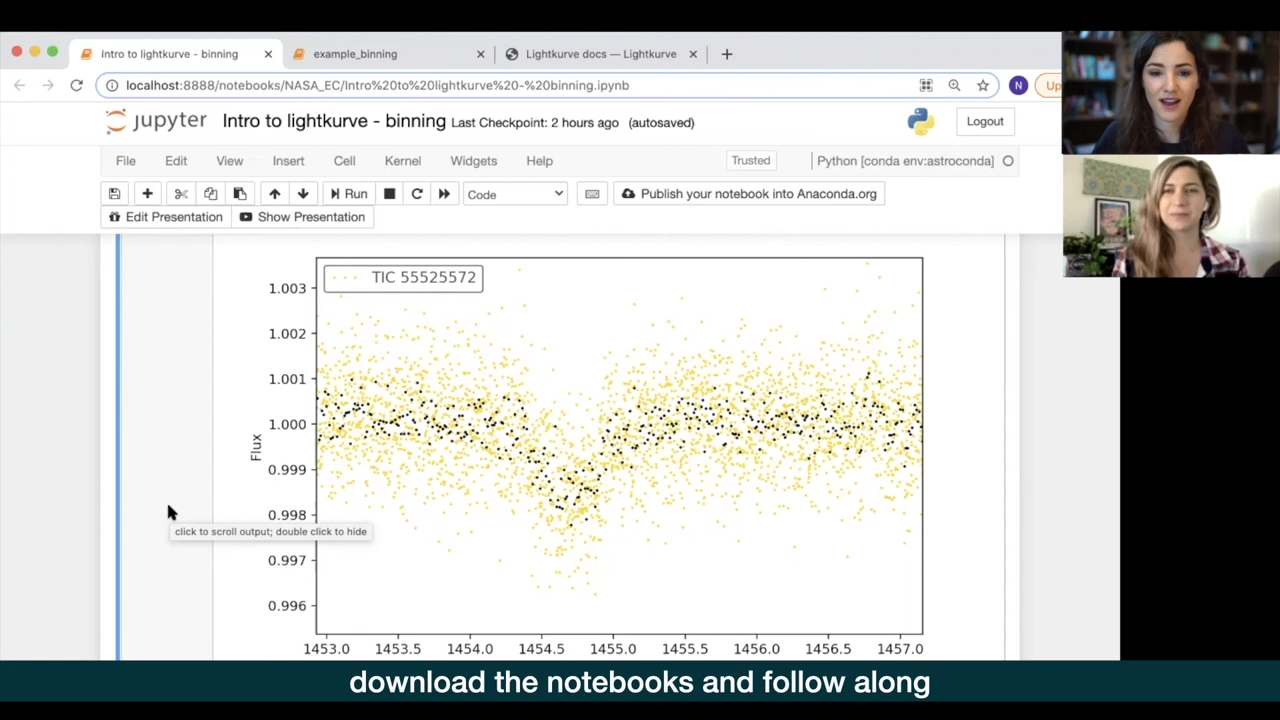 Intro to lightkurve - binning
example_binning
Lightkurve docs — Lightkurve
localhost:8888/notebooks/NASA_EC/Intro%20to%20lightkurve%20-%20binning.ipynb
N
Up
jupyter Intro to lightkurve - binning Last Checkpoint: 2 hours ago (autosaved)
Logout
File Edit View Insert Cell Kernel Widgets Help
Trusted
Python [conda env:astroconda]
Run
Code
Publish your notebook into Anaconda.org
Edit Presentation
Show Presentation
TIC 55525572
1.003
1.002
1.001
1.000
0.999
0.998
0.997
0.996
Flux
click to scroll output; double click to hide
1453.0 1453.5 1454.0 1454.5 1455.0 1455.5 1456.0 1456.5 1457.0
download the notebooks and follow along